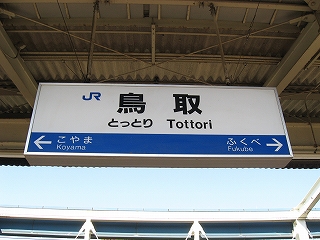 JR 鳥取
とっとり Tottori
← こやま ふくべ →
Koyama Fukube